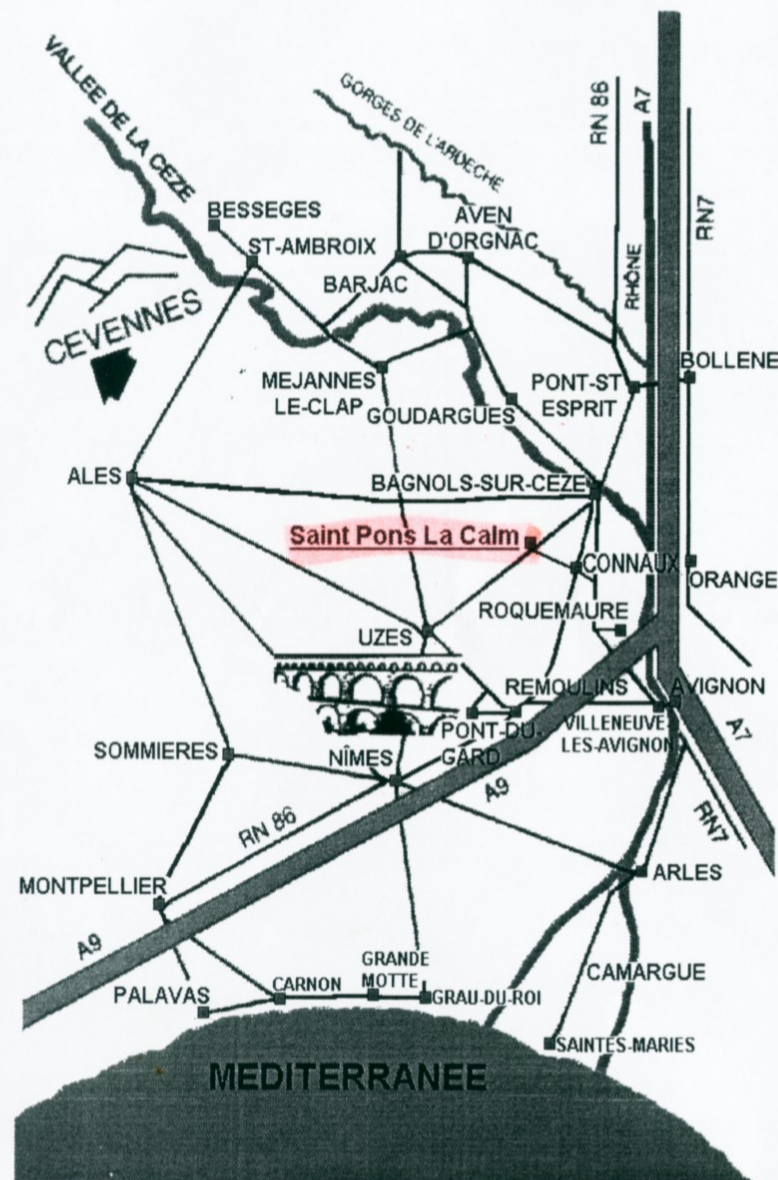 VALLEE DE LA CEZE
GORGES DE L'ARDECHE
RN 86
A7
RN7
BESSEGES
ST-AMBROIX
AVEN
D'ORGNAC
BARJAC
RHÔNE
CEVENNES
BOLLENE
MEJANNES
LE-CLAP
PONT-ST
ESPRIT
GOUDARGUES
ALES
BAGNOLS-SUR-CEZE
Saint Pons La Calm
CONNAUX
ORANGE
ROQUEMAURE
UZES
REMOULINS
AVIGNON
PONT-DU-
GARD
VILLENEUVE-
LES-AVIGNON
A7
SOMMIERES
NÎMES
A9
RN7
RN 86
MONTPELLIER
ARLES
A9
PALAVAS
CARNON
GRANDE
MOTTE
GRAU-DU-ROI
CAMARGUE
SAINTES-MARIES
MEDITERRANEE